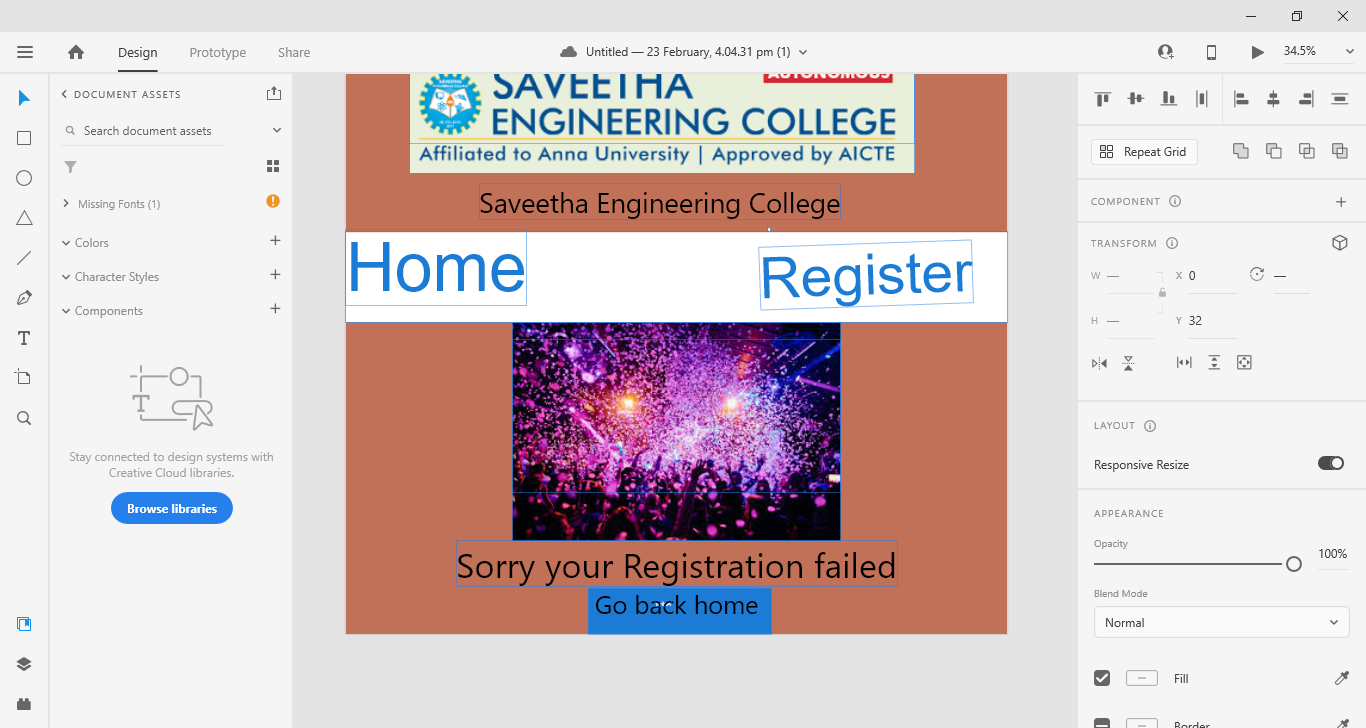 Design
Prototype
Share
Untitled — 23 February, 4.04.31 pm (1)
34.5%
DOCUMENT ASSETS
Search document assets
Missing Fonts (1)
Colors
Character Styles
Components
Stay connected to design systems with
Creative Cloud libraries.
Browse libraries
AUTONOMOUS
SAVEETHA
ENGINEERING COLLEGE
Affiliated to Anna University | Approved by AICTE
Saveetha Engineering College
Home
Register
Sorry your Registration failed
Go back home
Repeat Grid
COMPONENT
TRANSFORM
W —
X 0
—
H —
Y 32
LAYOUT
Responsive Resize
APPEARANCE
Opacity
100%
Blend Mode
Normal
Fill
Border